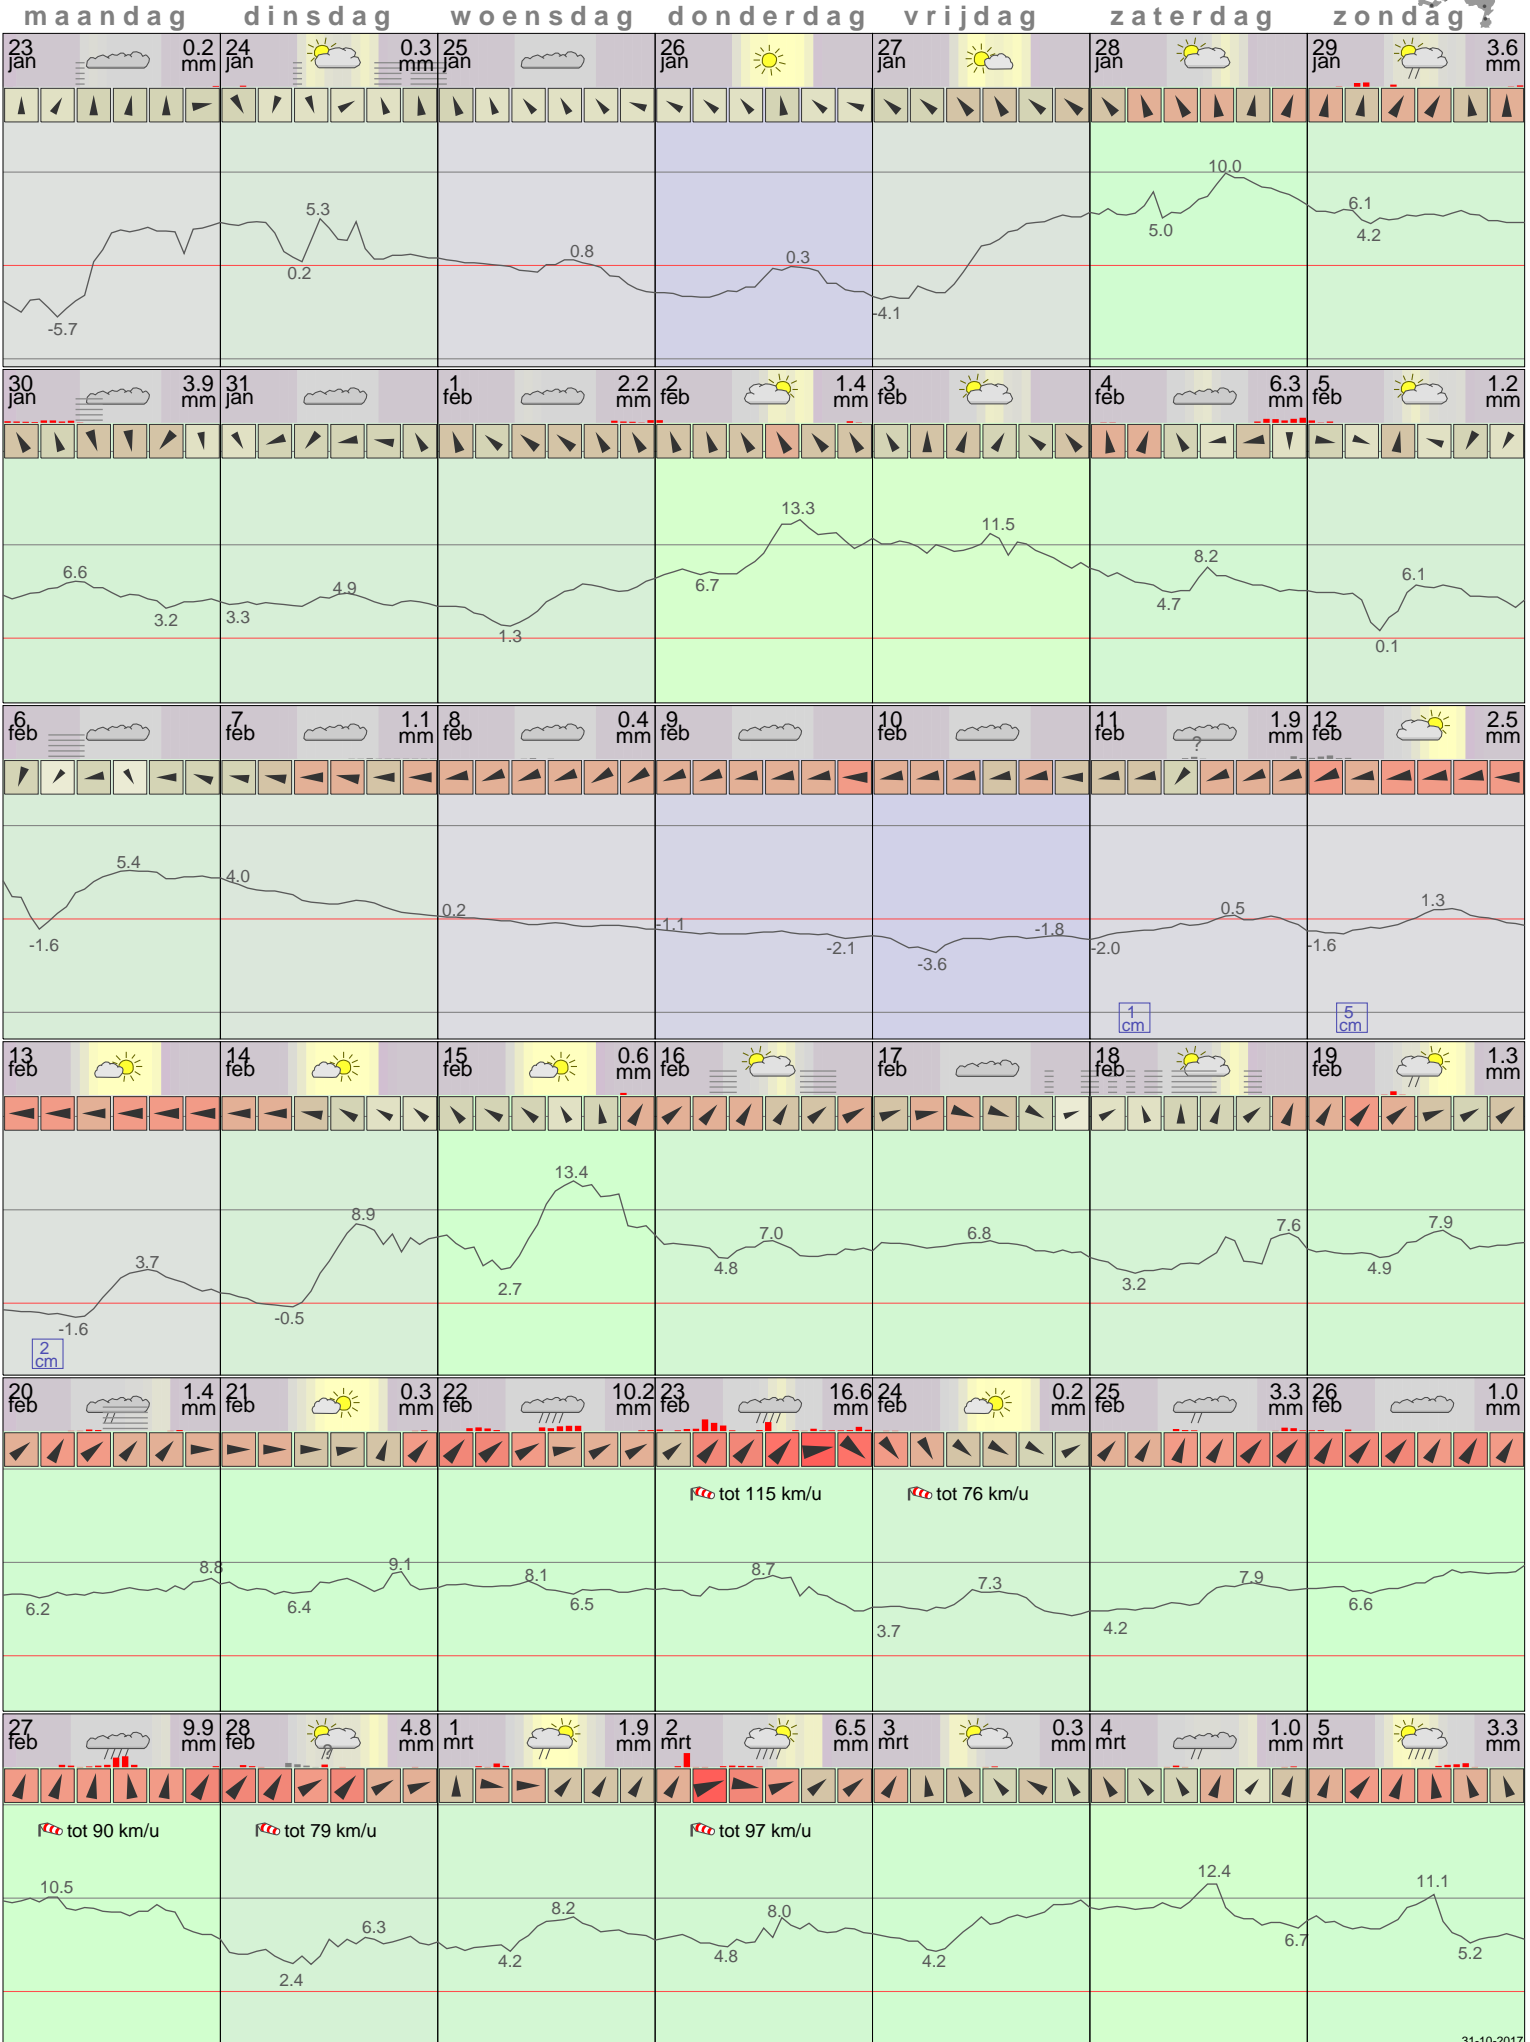 maandag dinsdag woensdag donderdag vrijdag zaterdag zondag
23 jan 0.2 mm 24 jan 0.3 mm 25 jan 26 jan 27 jan 28 jan 29 jan 3.6 mm
-5.7 5.3 0.2 0.8 0.3 -4.1 10.0 5.0 6.1 4.2
30 jan 3.9 mm 31 jan 1 feb 2.2 mm 2 feb 1.4 mm 3 feb 4 feb 6.3 mm 5 feb 1.2 mm
6.6 3.2 3.3 4.9 1.3 6.7 13.3 11.5 4.7 8.2 0.1 6.1
6 feb 7 feb 1.1 mm 8 feb 0.4 mm 9 feb 10 feb 11 feb ? 1.9 mm 12 feb 2.5 mm
-1.6 5.4 4.0 0.2 -1.1 -2.1 -3.6 -1.8 -2.0 0.5 -1.6 1.3
1 cm 5 cm
13 feb 14 feb 15 feb 0.6 mm 16 feb 17 feb 18 feb 19 feb 1.3 mm
-1.6 3.7 -0.5 8.9 2.7 13.4 4.8 7.0 6.8 3.2 7.6 4.9 7.9
2 cm
20 feb 1.4 mm 21 feb 0.3 mm 22 feb 10.2 mm 23 feb 16.6 mm 24 feb 0.2 mm 25 feb 3.3 mm 26 feb 1.0 mm
tot 115 km/u tot 76 km/u
6.2 8.8 6.4 9.1 8.1 6.5 8.7 3.7 7.3 4.2 7.9 6.6
27 feb 9.9 mm 28 feb ? 4.8 mm 1 mrt 1.9 mm 2 mrt 6.5 mm 3 mrt 0.3 mm 4 mrt 1.0 mm 5 mrt 3.3 mm
tot 90 km/u tot 79 km/u tot 97 km/u
10.5 2.4 6.3 4.2 8.2 4.8 8.0 4.2 12.4 6.7 11.1 5.2
31-10-2017